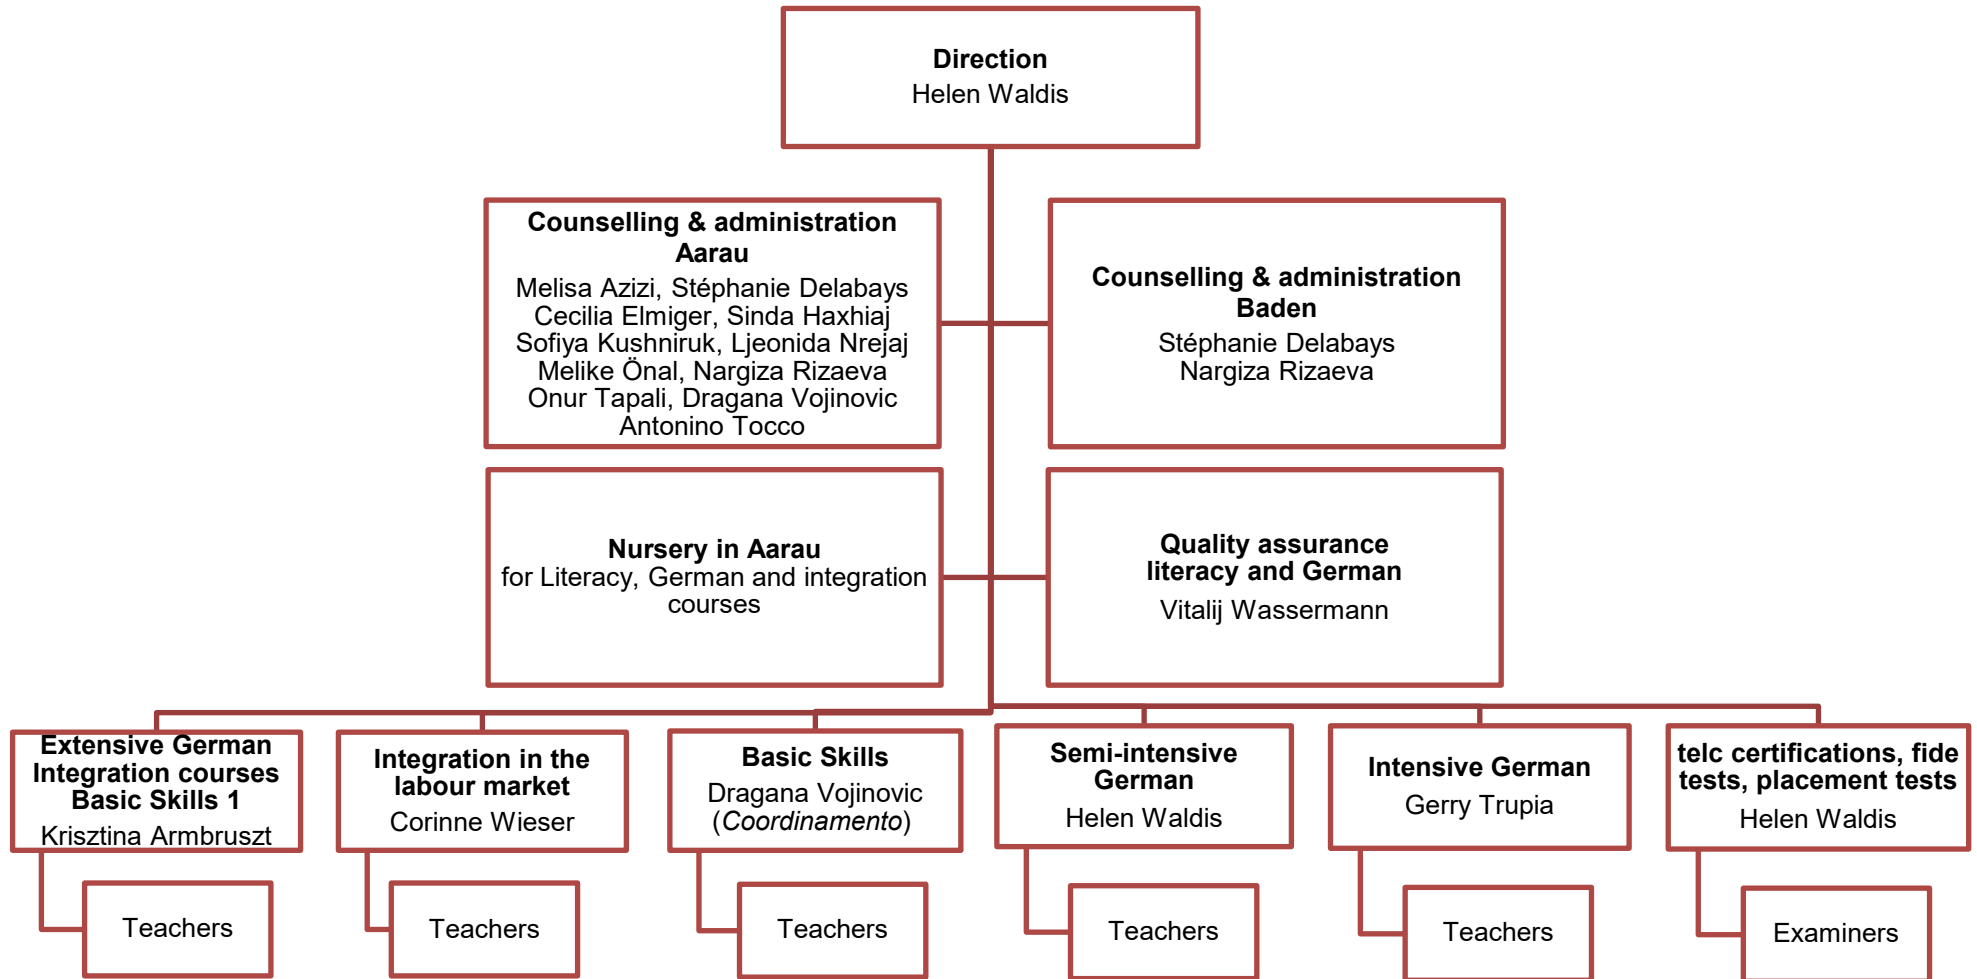 Direction
Helen Waldis
Counselling & administration
Aarau
Melisa Azizi, Stéphanie Delabays
Cecilia Elmiger, Sinda Haxhiaj
Sofiya Kushniruk, Ljeonida Nrejaj
Melike Önal, Nargiza Rizaeva
Onur Tapali, Dragana Vojinovic
Antonino Tocco
Counselling & administration
Baden
Stéphanie Delabays
Nargiza Rizaeva
Nursery in Aarau
for Literacy, German and integration
courses
Quality assurance
literacy and German
Vitalij Wassermann
Extensive German
Integration courses
Basic Skills 1
Krisztina Armbruszt
Integration in the
labour market
Corinne Wieser
Basic Skills
Dragana Vojinovic
(Coordinamento)
Semi-intensive
German
Helen Waldis
Intensive German
Gerry Trupia
telc certifications, fide
tests, placement tests
Helen Waldis
Teachers
Teachers
Teachers
Teachers
Teachers
Examiners